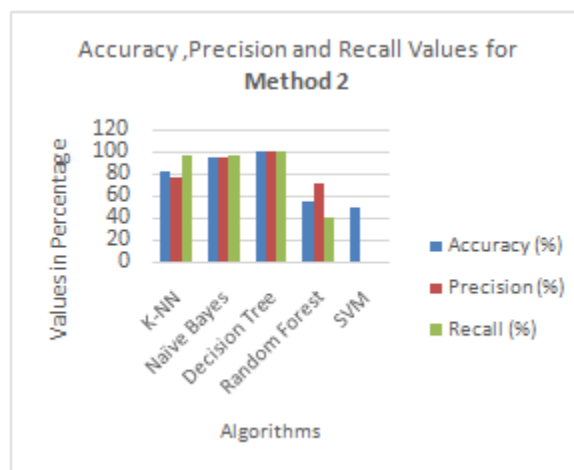 Accuracy ,Precision and Recall Values for
Method 2
Values in Percentage
120
100
80
60
40
20
0
K-NN
Naïve Bayes
Decision Tree
Random Forest
SVM
Algorithms
Accuracy (%)
Precision (%)
Recall (%)